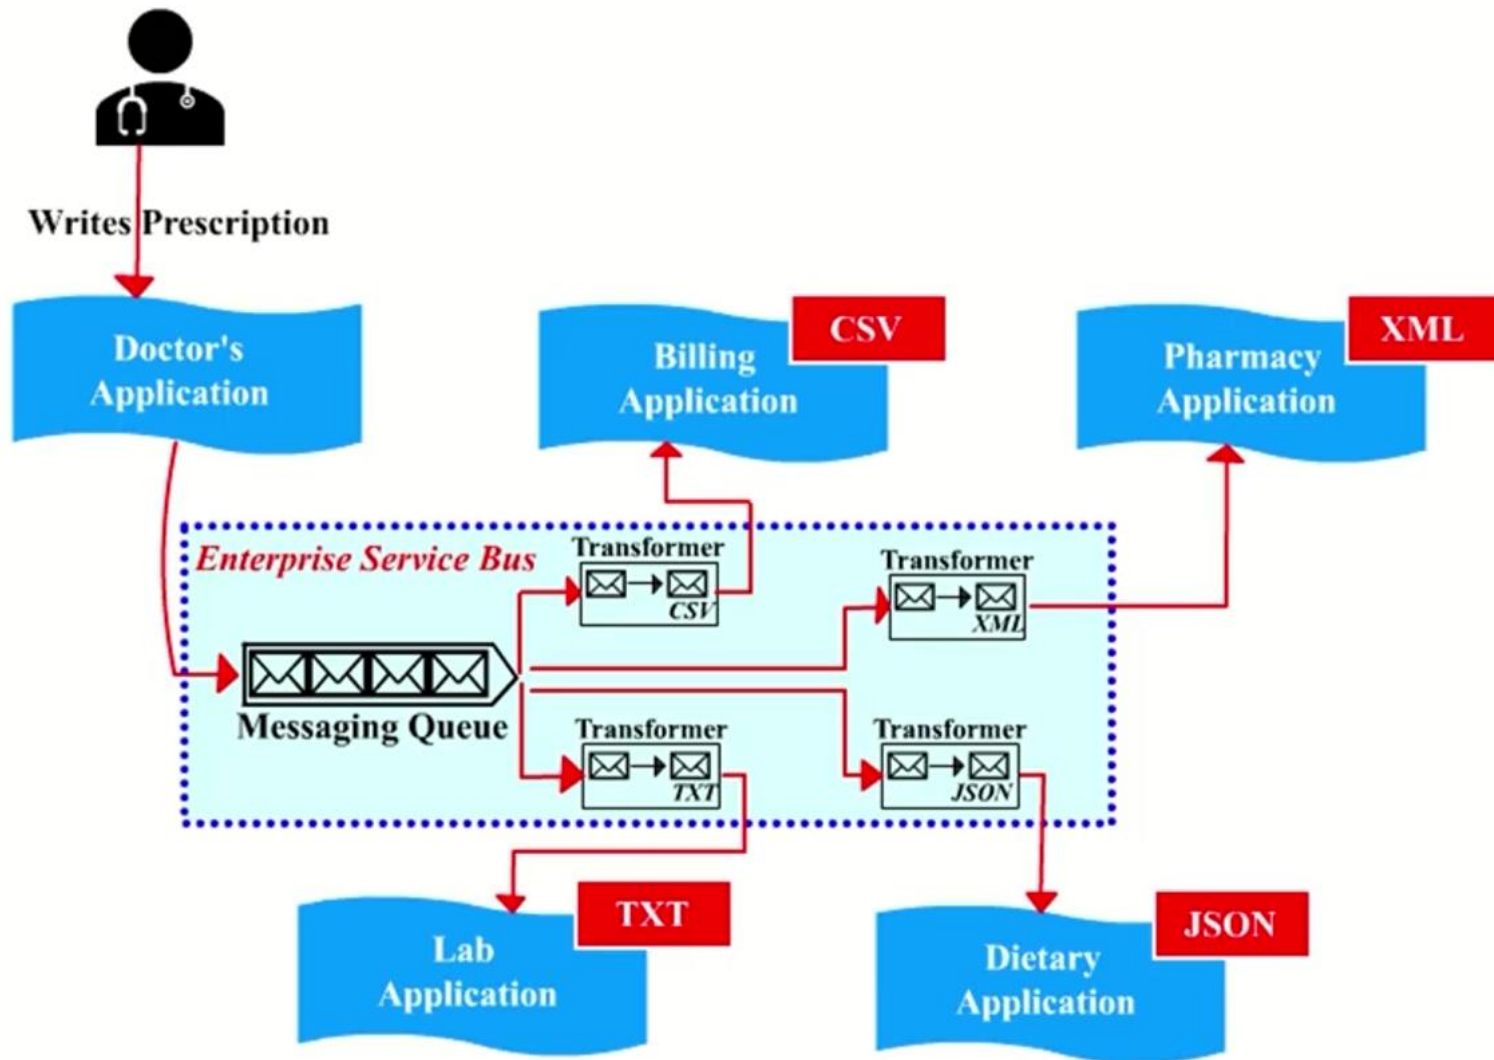 Writes Prescription
Doctor's
Application
Billing
Application
CSV
Pharmacy
Application
XML
Enterprise Service Bus
Transformer
CSV
Transformer
XML
Messaging Queue
Transformer
TXT
Transformer
JSON
Lab
Application
TXT
Dietary
Application
JSON